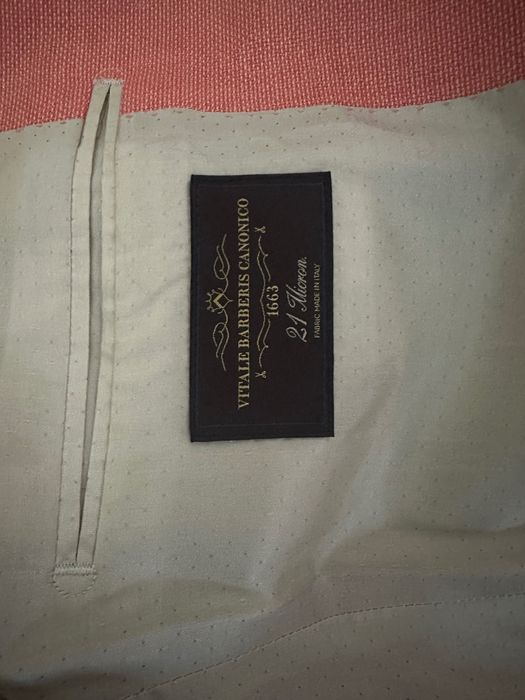 VITALE BARBERIS CANONICO
1663
21 Micron.
FABRIC MADE IN ITALY